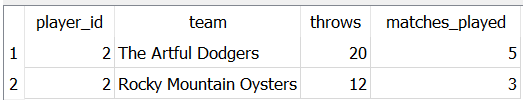 player_id team throws matches_played
1 2 The Artful Dodgers 20 5
2 2 Rocky Mountain Oysters 12 3